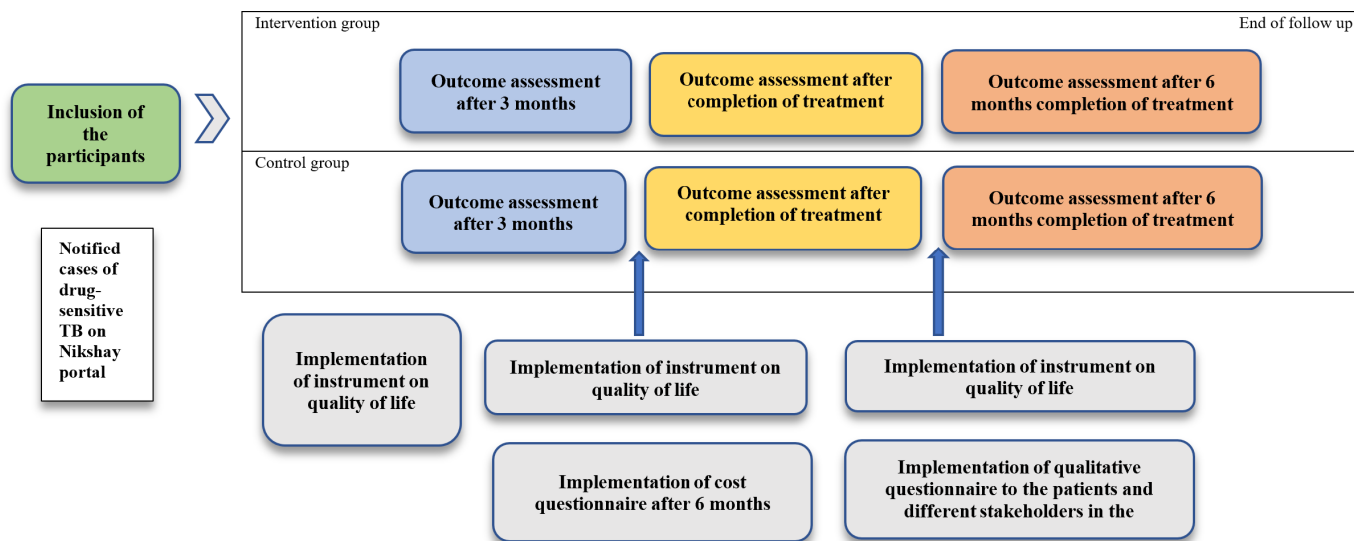 Intervention group
End of follow up
Outcome assessment
after 3 months
Outcome assessment after
completion of treatment
Outcome assessment after 6
months completion of treatment
Inclusion of
the
participants
Control group
Outcome assessment
after 3 months
Outcome assessment after
completion of treatment
Outcome assessment after 6
months completion of treatment
Notified
cases of
drug-
sensitive
TB on
Nikshay
portal
Implementation
of instrument on
quality of life
Implementation of instrument on
quality of life
Implementation of instrument on
quality of life
Implementation of cost
questionnaire after 6 months
Implementation of qualitative
questionnaire to the patients and
different stakeholders in the